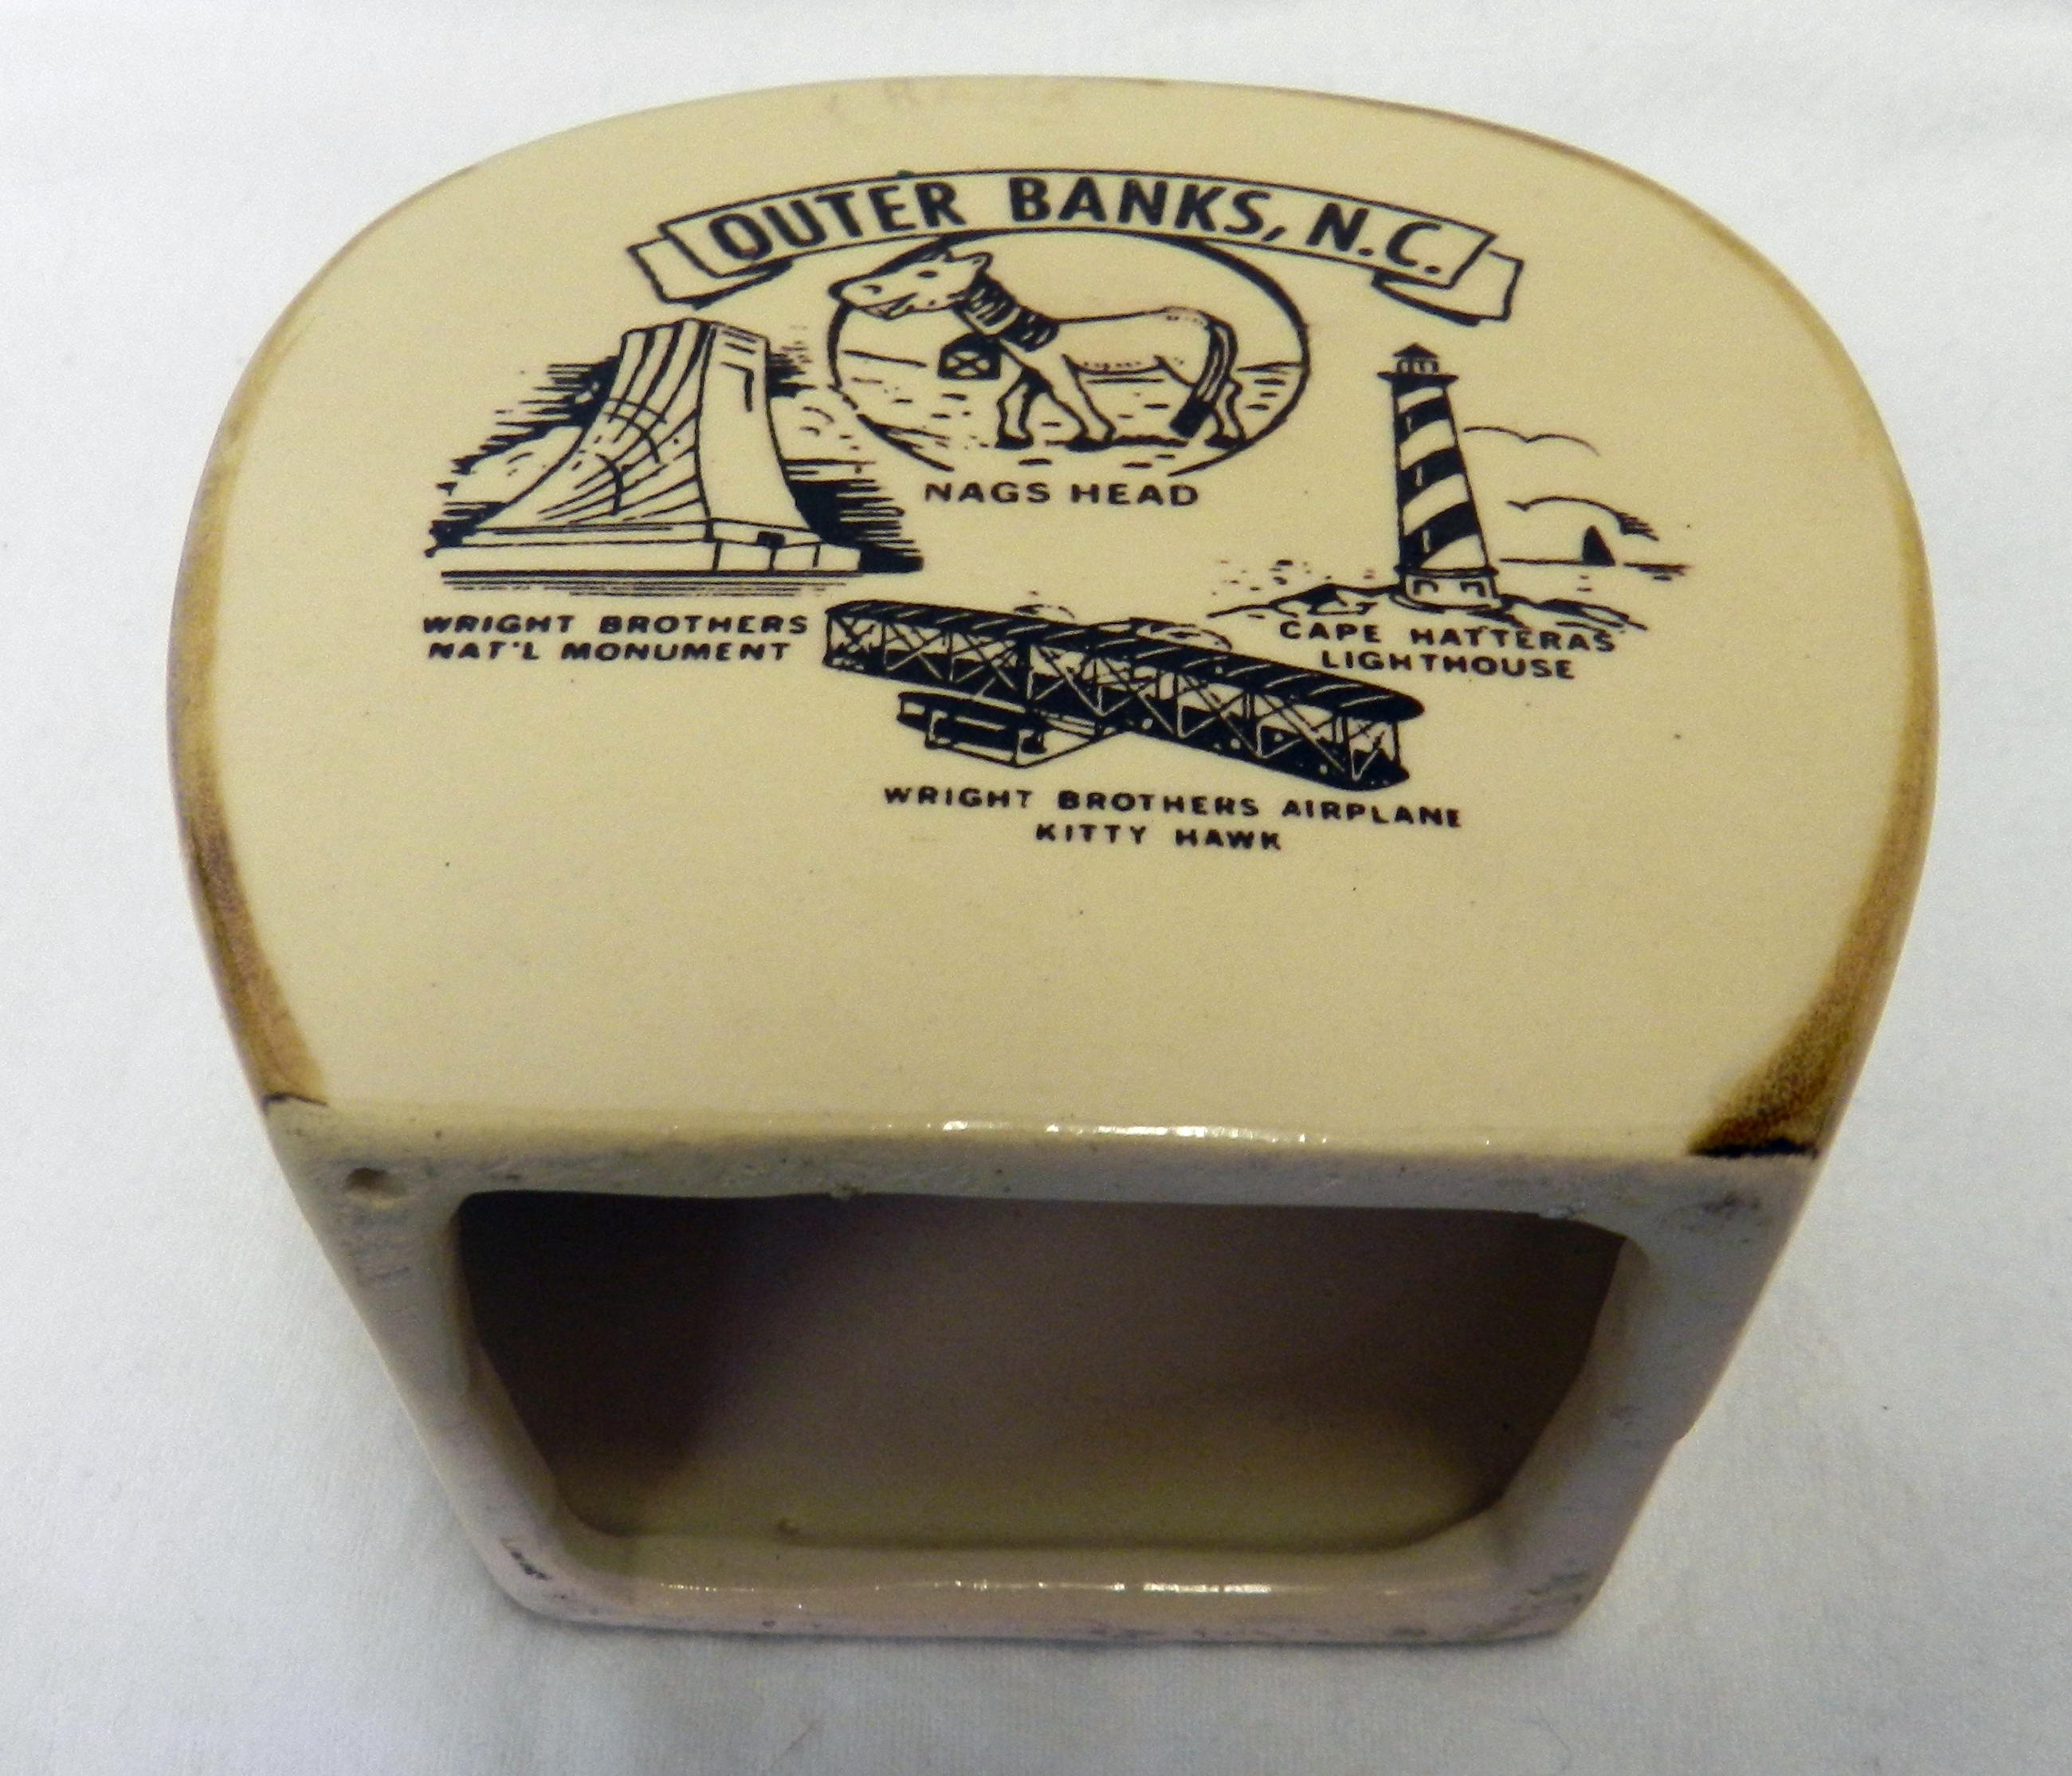 OUTER BANKS, N.C.
NAGS HEAD
WRIGHT BROTHERS
NAT'L MONUMENT
CAPE HATTERAS
LIGHTHOUSE
WRIGHT BROTHERS AIRPLANE
KITTY HAWK